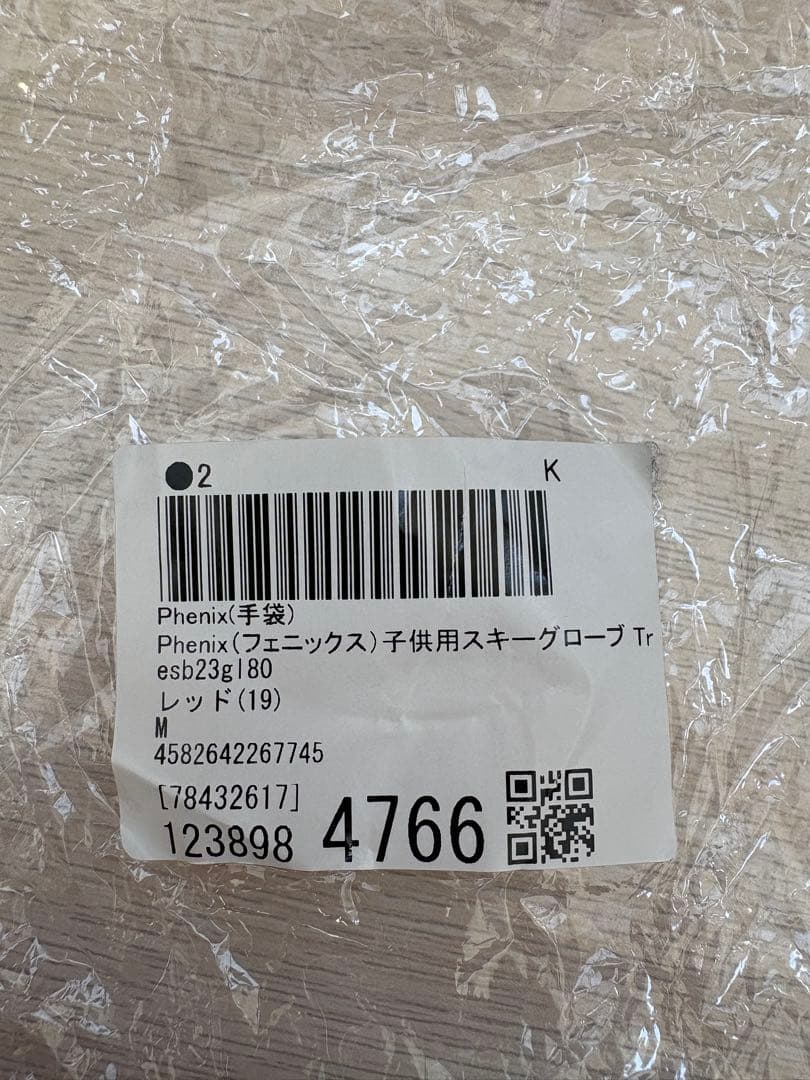 ●2 K
Phenix(手袋)
Phenix(フェニックス)子供用スキーグローブ Tr
esb23gl80
レッド(19)
M
4582642267745
[78432617]
123898 4766